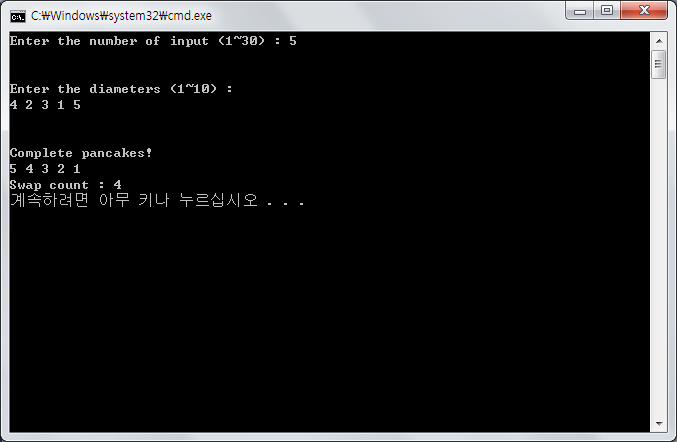 C:₩Windows₩system32₩cmd.exe
Enter the number of input (1~30) : 5
Enter the diameters (1~10) :
4 2 3 1 5
Complete pancakes!
5 4 3 2 1
Swap count : 4
계속하려면 아무 키나 누르십시오 . . .